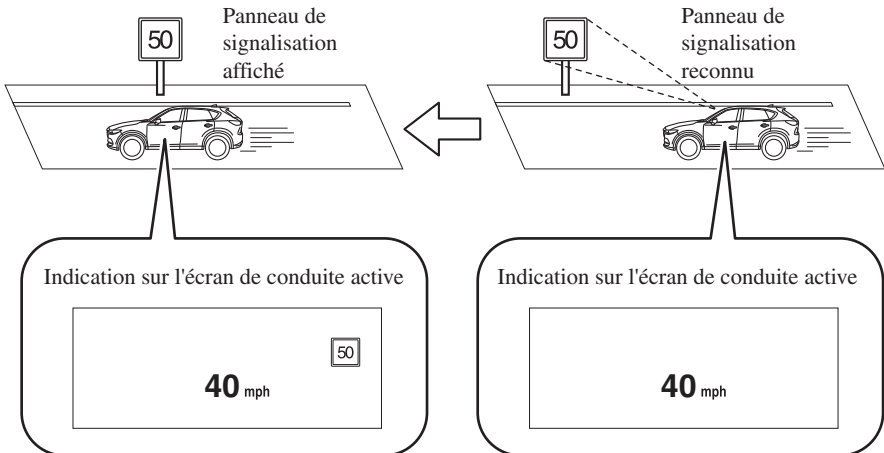 50
Panneau de
signalisation
affiché
50
Panneau de
signalisation
reconnu
Indication sur l'écran de conduite active
50
40 mph
Indication sur l'écran de conduite active
40 mph